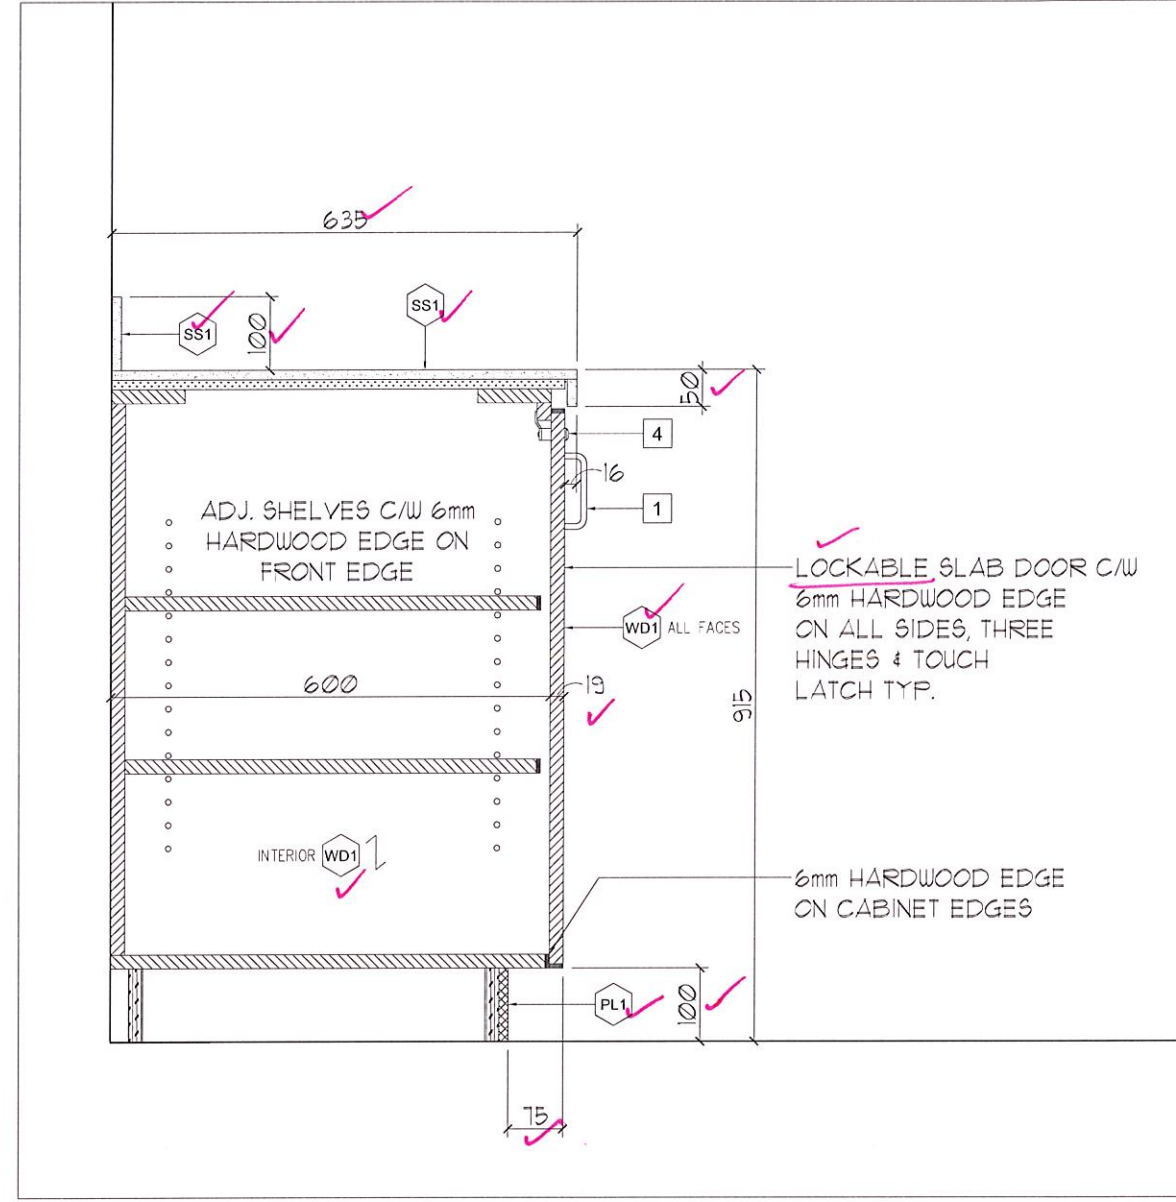 635
SS1
SS1
100
50
4
16
1
ADJ. SHELVES C/W 6mm
HARDWOOD EDGE ON
FRONT EDGE
LOCKABLE SLAB DOOR C/W
6mm HARDWOOD EDGE
ON ALL SIDES, THREE
HINGES & TOUCH
LATCH TYP.
WD1 ALL FACES
600
19
915
INTERIOR WD1
6mm HARDWOOD EDGE
ON CABINET EDGES
PL1
100
75